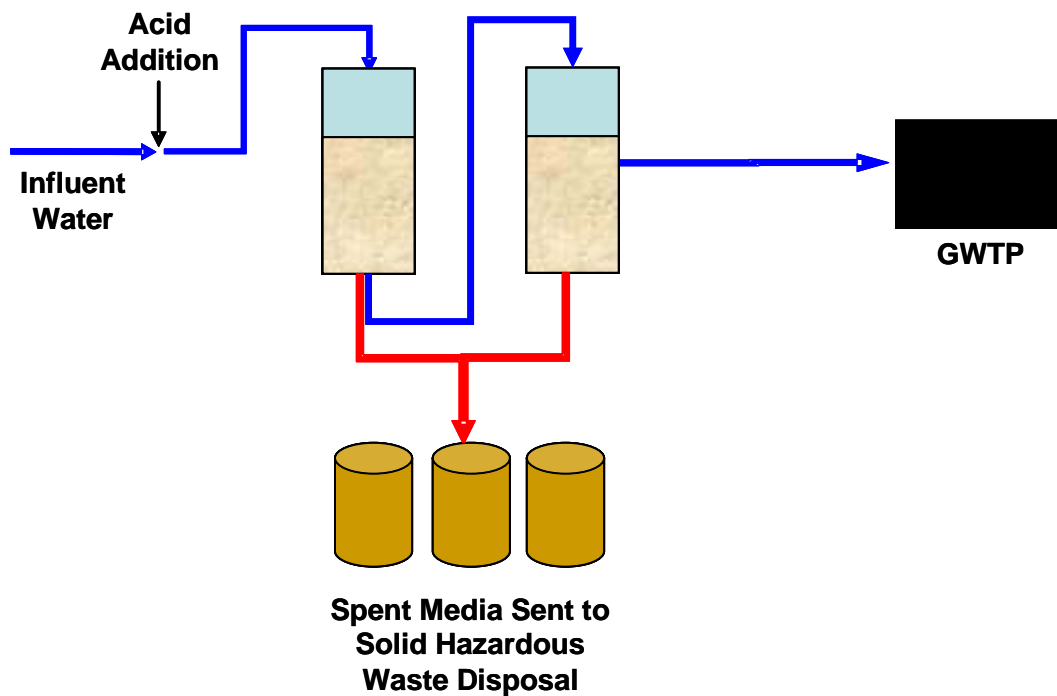 Acid
Addition
Influent
Water
GWTP
Spent Media Sent to
Solid Hazardous
Waste Disposal